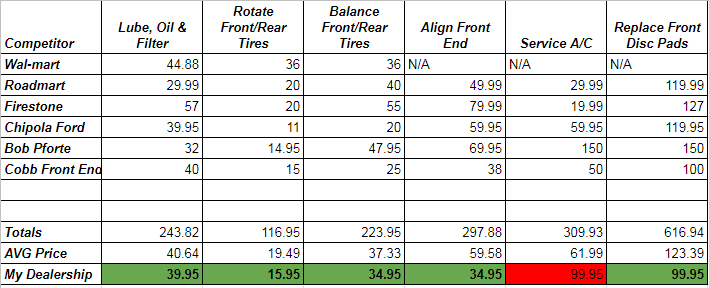 Competitor Lube, Oil & Filter Rotate Front/Rear Tires Balance Front/Rear Tires Align Front End Service A/C Replace Front Disc Pads
Wal-mart 44.88 36 36 N/A N/A N/A
Roadmart 29.99 20 40 49.99 29.99 119.99
Firestone 57 20 55 79.99 19.99 127
Chipola Ford 39.95 11 20 59.95 59.95 119.95
Bob Pforte 32 14.95 47.95 69.95 150 150
Cobb Front End 40 15 25 38 50 100
Totals 243.82 116.95 223.95 297.88 309.93 616.94
AVG Price 40.64 19.49 37.33 59.58 61.99 123.39
My Dealership 39.95 15.95 34.95 34.95 99.95 99.95